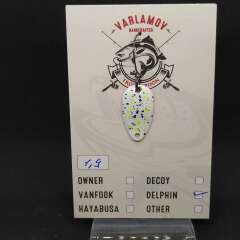 VARLAMOV
HANDCRAFTED
1,9
OWNER DECOY
VANFOOK DELPHIN
HAYABUSA OTHER